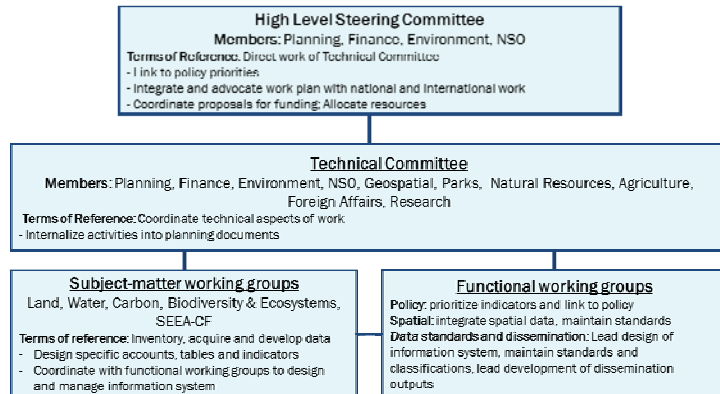 High Level Steering Committee
Members: Planning, Finance, Environment, NSO
Terms of Reference: Direct work of Technical Committee
- Link to policy priorities
- Integrate and advocate work plan with national and international work
- Coordinate proposals for funding; Allocate resources
Technical Committee
Members: Planning, Finance, Environment, NSO, Geospatial, Parks, Natural Resources, Agriculture,
Foreign Affairs, Research
Terms of Reference: Coordinate technical aspects of work
- Internalize activities into planning documents
Subject-matter working groups
Land, Water, Carbon, Biodiversity & Ecosystems,
SEEA-CF
Terms of reference: Inventory, acquire and develop data
- Design specific accounts, tables and indicators
- Coordinate with functional working groups to design
and manage information system
Functional working groups
Policy: prioritize indicators and link to policy
Spatial: integrate spatial data, maintain standards
Data standards and dissemination: Lead design of
information system, maintain standards and
classifications, lead development of dissemination
outputs